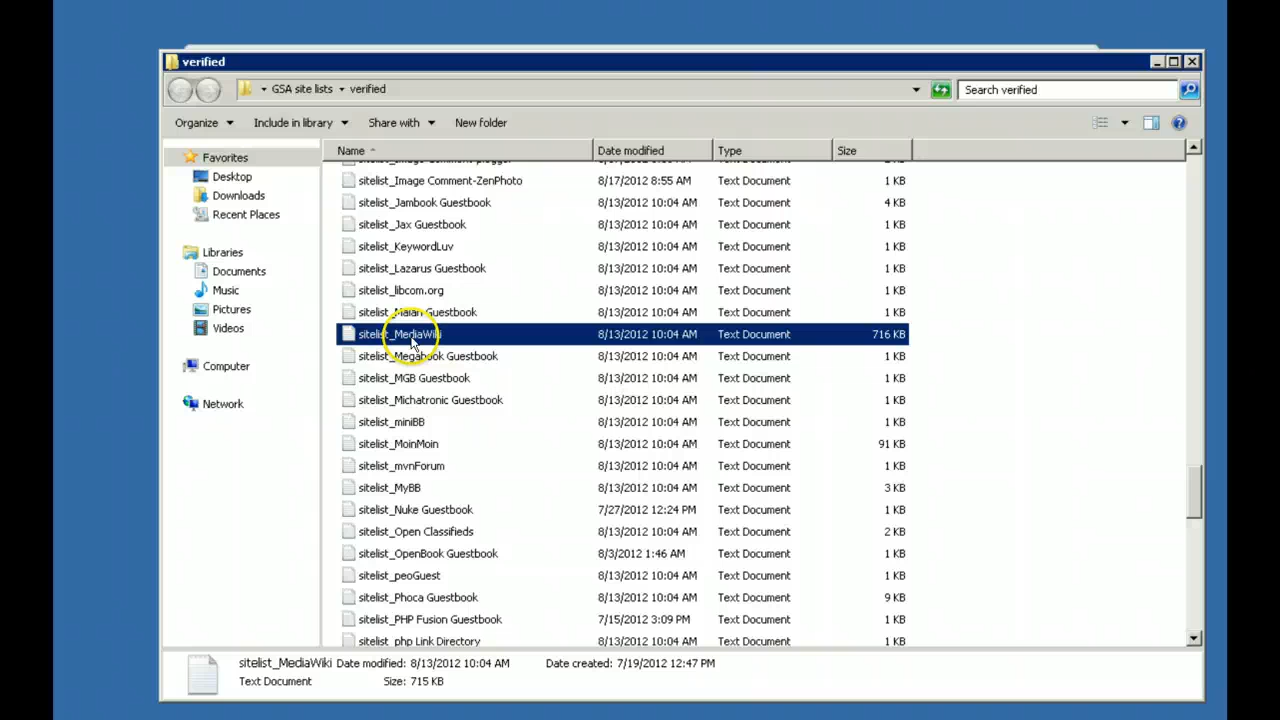 verified
GSA site lists verified
Search verified
Organize Include in library Share with New folder
Name Date modified Type Size
Favorites
Desktop
Downloads
Recent Places
Libraries
Documents
Music
Pictures
Videos
Computer
Network
sitelist_Image Comment-ZenPhoto 8/17/2012 8:55 AM Text Document 1 KB
sitelist_Jambook Guestbook 8/13/2012 10:04 AM Text Document 4 KB
sitelist_Jax Guestbook 8/13/2012 10:04 AM Text Document 1 KB
sitelist_KeywordLuv 8/13/2012 10:04 AM Text Document 1 KB
sitelist_Lazarus Guestbook 8/13/2012 10:04 AM Text Document 1 KB
sitelist_libcom.org 8/13/2012 10:04 AM Text Document 1 KB
sitelist_Maian Guestbook 8/13/2012 10:04 AM Text Document 1 KB
sitelist_MediaWiki 8/13/2012 10:04 AM Text Document 716 KB
sitelist_Megabook Guestbook 8/13/2012 10:04 AM Text Document 1 KB
sitelist_MGB Guestbook 8/13/2012 10:04 AM Text Document 1 KB
sitelist_Michatronic Guestbook 8/13/2012 10:04 AM Text Document 1 KB
sitelist_miniBB 8/13/2012 10:04 AM Text Document 1 KB
sitelist_MoinMoin 8/13/2012 10:04 AM Text Document 91 KB
sitelist_mvnForum 8/13/2012 10:04 AM Text Document 1 KB
sitelist_MyBB 8/13/2012 10:04 AM Text Document 3 KB
sitelist_Nuke Guestbook 7/27/2012 12:24 PM Text Document 1 KB
sitelist_Open Classifieds 8/13/2012 10:04 AM Text Document 2 KB
sitelist_OpenBook Guestbook 8/3/2012 1:46 AM Text Document 1 KB
sitelist_peoGuest 8/13/2012 10:04 AM Text Document 1 KB
sitelist_Phoca Guestbook 8/13/2012 10:04 AM Text Document 9 KB
sitelist_PHP Fusion Guestbook 7/15/2012 3:09 PM Text Document 1 KB
sitelist_php Link Directory 8/13/2012 10:04 AM Text Document 1 KB
sitelist_MediaWiki Date modified: 8/13/2012 10:04 AM Date created: 7/19/2012 12:47 PM
Text Document Size: 715 KB